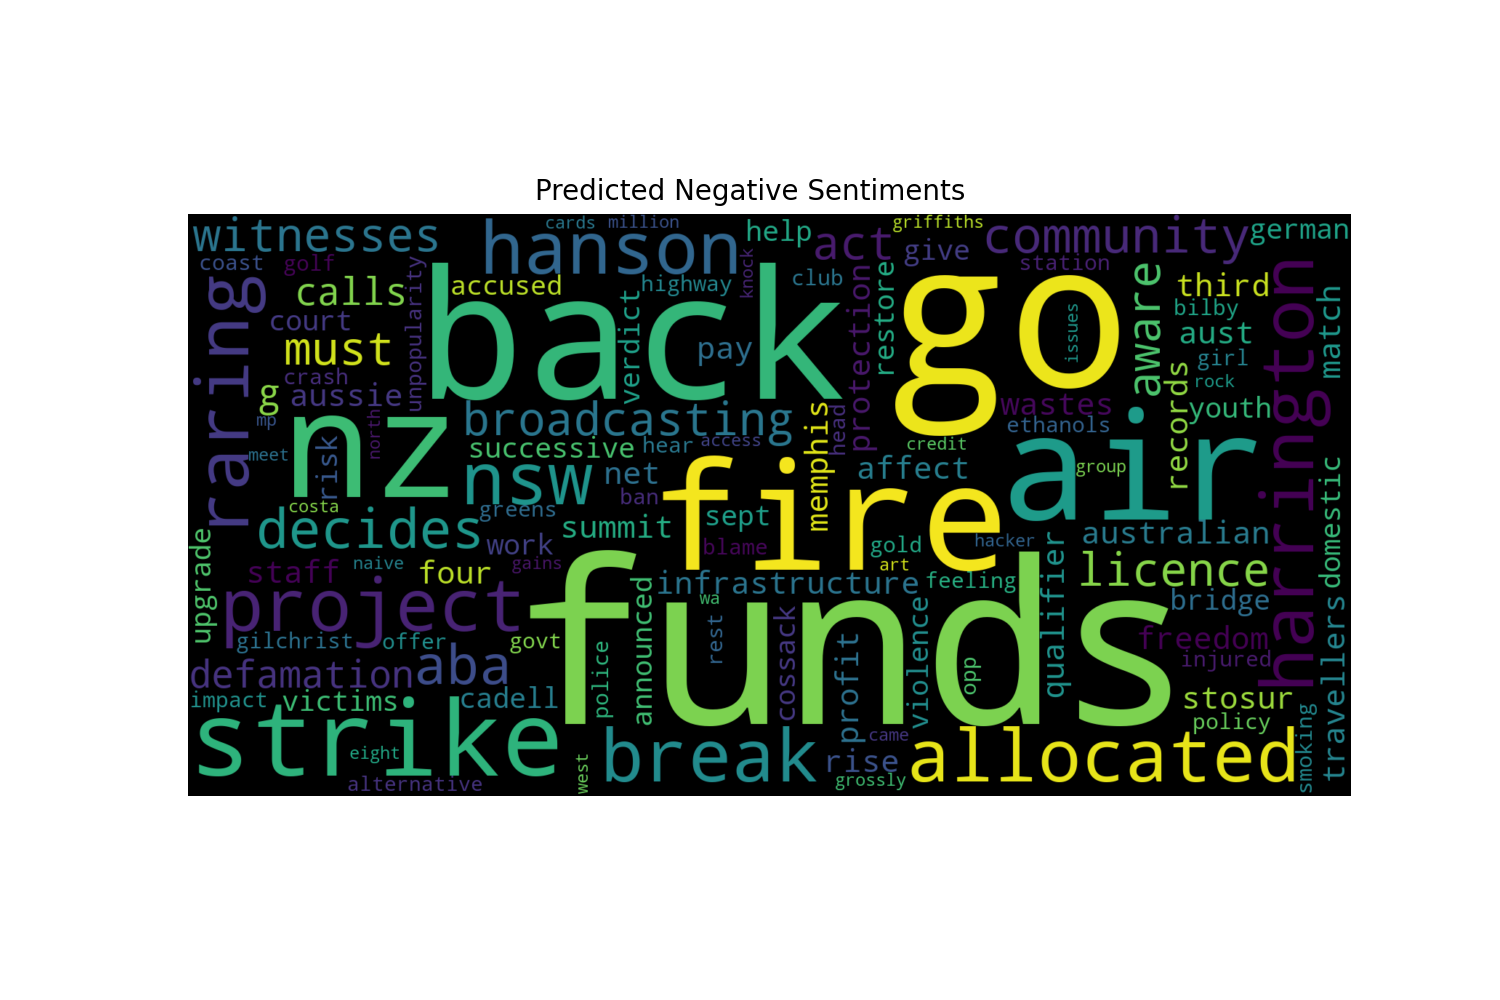 Predicted Negative Sentiments
witnesses
cards
million
hanson
help
act
griffiths
give
community
german
coast
golf
station
knock
calls
accused
highway
club
protection
restore
third
bilby
aware
harrington
match
raraing
unpopularity
back
go
issues
court
verdict
pay
aust
must
girl
crash
rock
g
aussie
records
youth
wastes
mp
nz
north
broadcasting
memphis
head
ethanols
air
successive
hear
access
credit
meet
risk
nsw
net
fire
affect
group
ban
costa
greens
sept
summit
decides
work
blame
gold
hacker
australian
domestic
upgrade
staff
naive
four
gains
art
qualifier
licence
infrastructure
feeling
project
funds
announced
wa
bridge
gilchrist
offer
govt
police
rest
cossack
profit
violence
opp
freedom
injured
travellers
defamation
aba
impact
victims
cadell
stosur
policy
smoking
strike
eight
west
break
came
rise
allocated
alternative
grossly